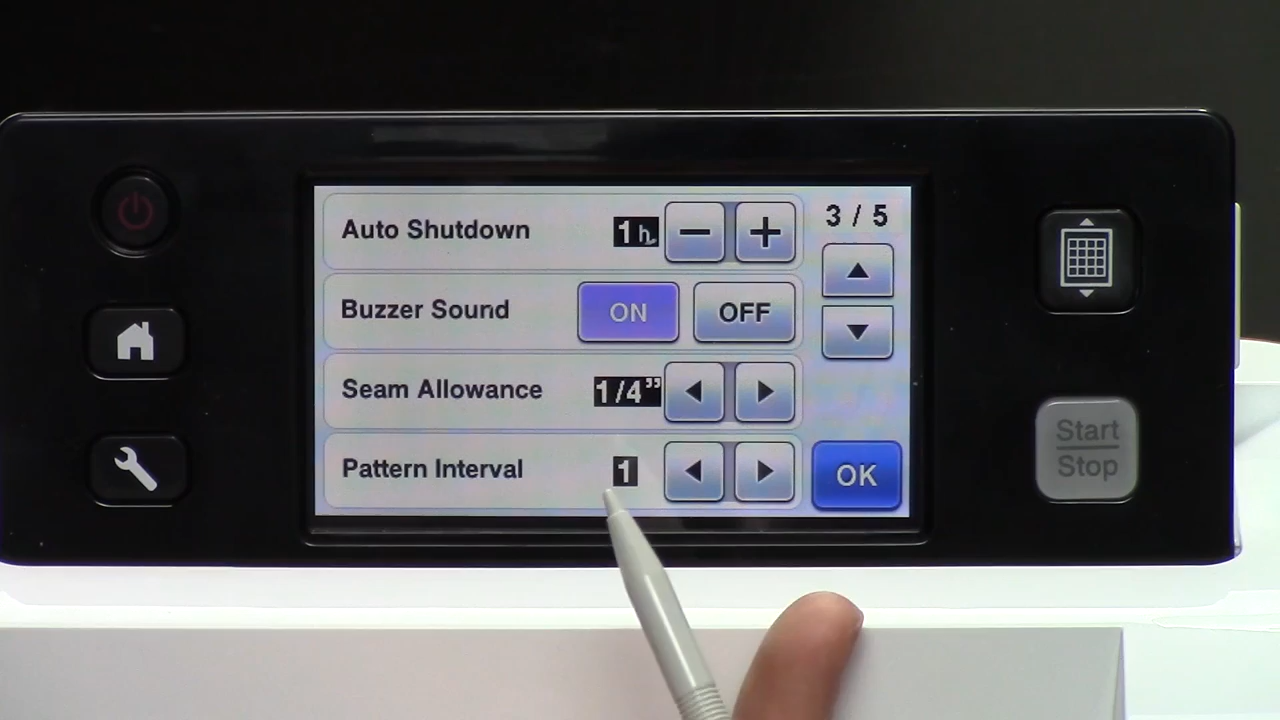 Auto Shutdown 1h − + 3 / 5
Buzzer Sound ON OFF
Seam Allowance 1/4”
Pattern Interval 1 OK
Start
Stop